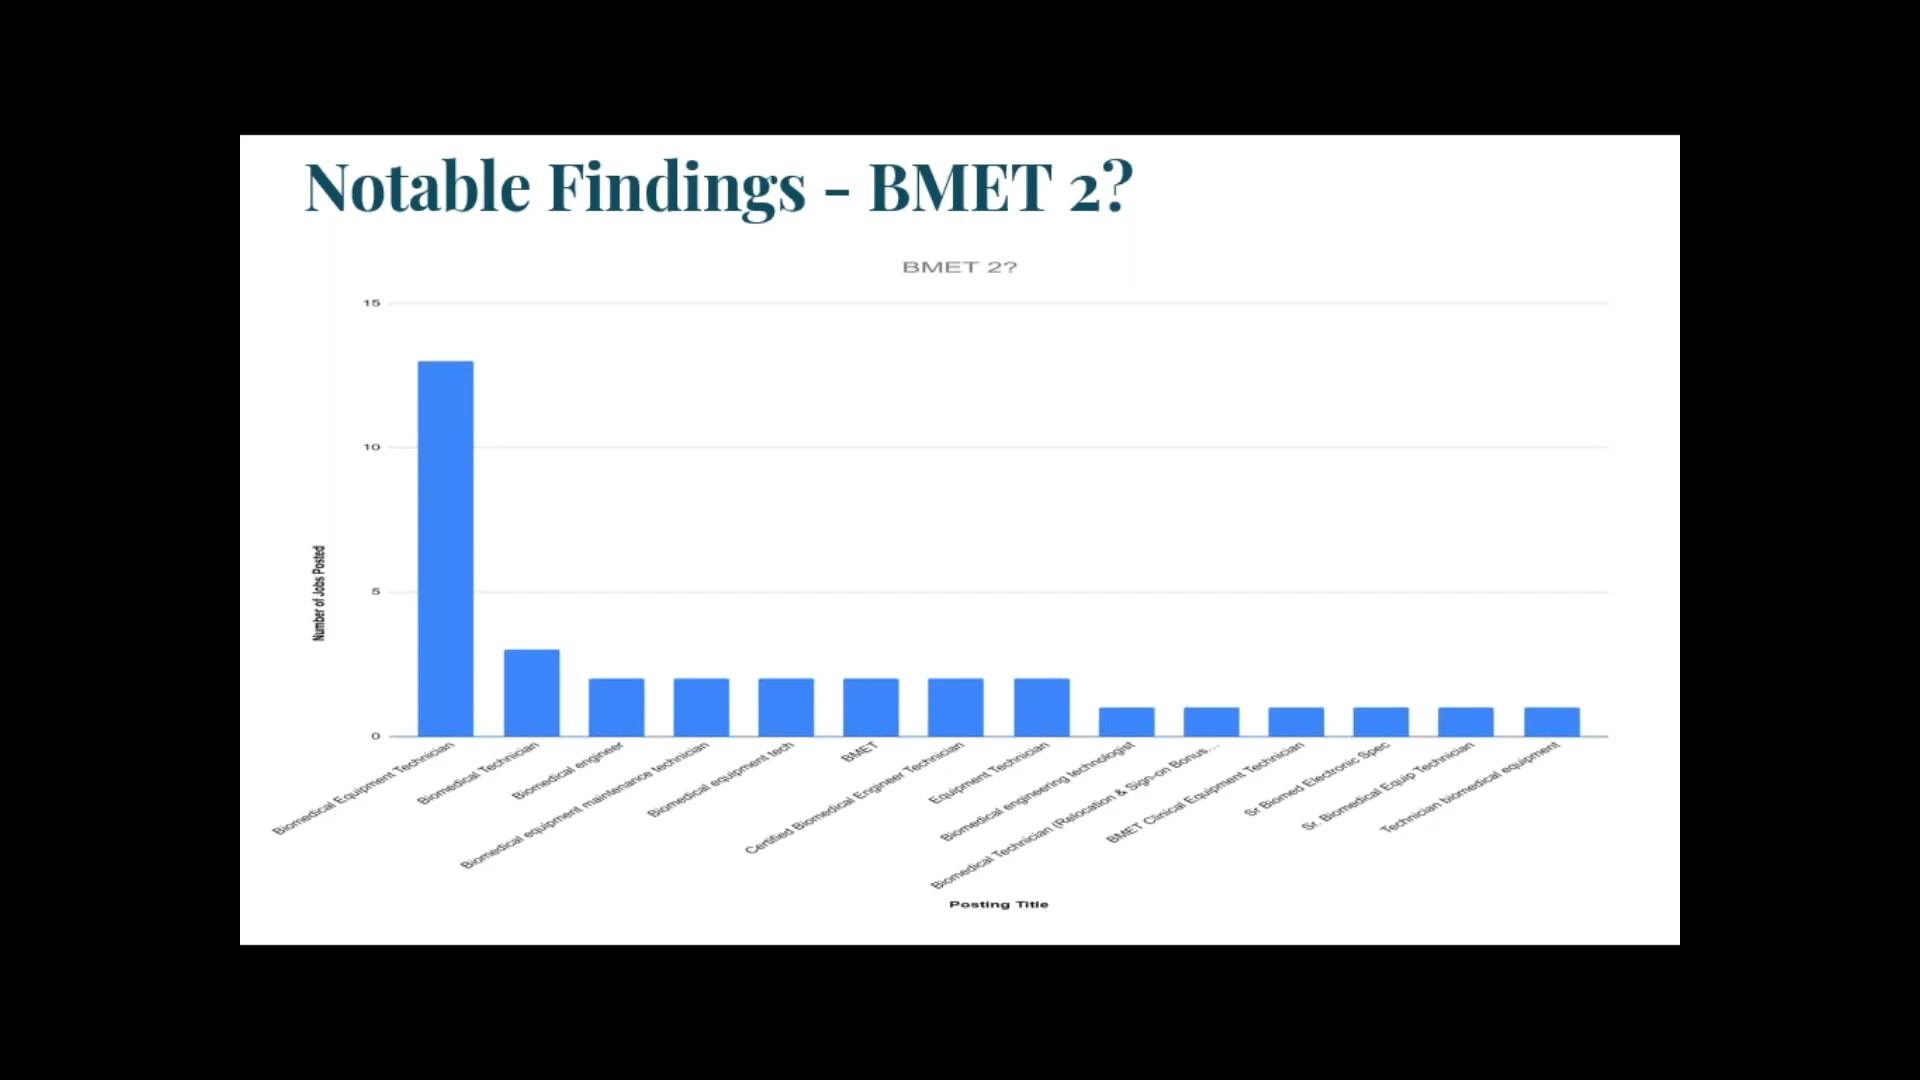 Notable Findings - BMET 2?
BMET 2?
15
10
5
0
Number of Jobs Posted
Biomedical Equipment Technician
Biomedical Technician
Biomedical engineer
Biomedical equipment maintenance technician
Biomedical equipment tech
BMET
Certified Biomedical Engineer Technician
Equipment Technician
Biomedical engineering technologist
Biomedical Technician (Relocation & Sign-on Bonus…
BMET Clinical Equipment Technician
Sr Biomed Electronic Spec
Sr. Biomedical Equip Technician
Technician biomedical equipment
Posting Title